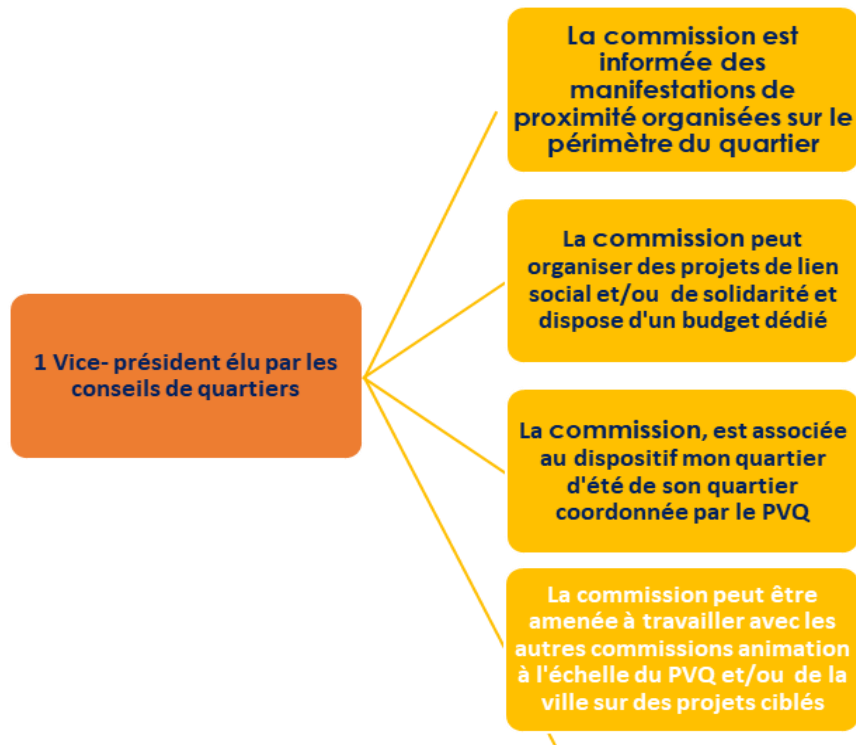 La commission est
informée des
manifestations de
proximité organisées sur le
périmètre du quartier
La commission peut
organiser des projets de lien
social et/ou de solidarité et
dispose d'un budget dédié
1 Vice- président élu par les
conseils de quartiers
La commission, est associée
au dispositif mon quartier
d'été de son quartier
coordonnée par le PVQ
La commission peut être
amenée à travailler avec les
autres commissions animation
à l'échelle du PVQ et/ou de la
ville sur des projets ciblés